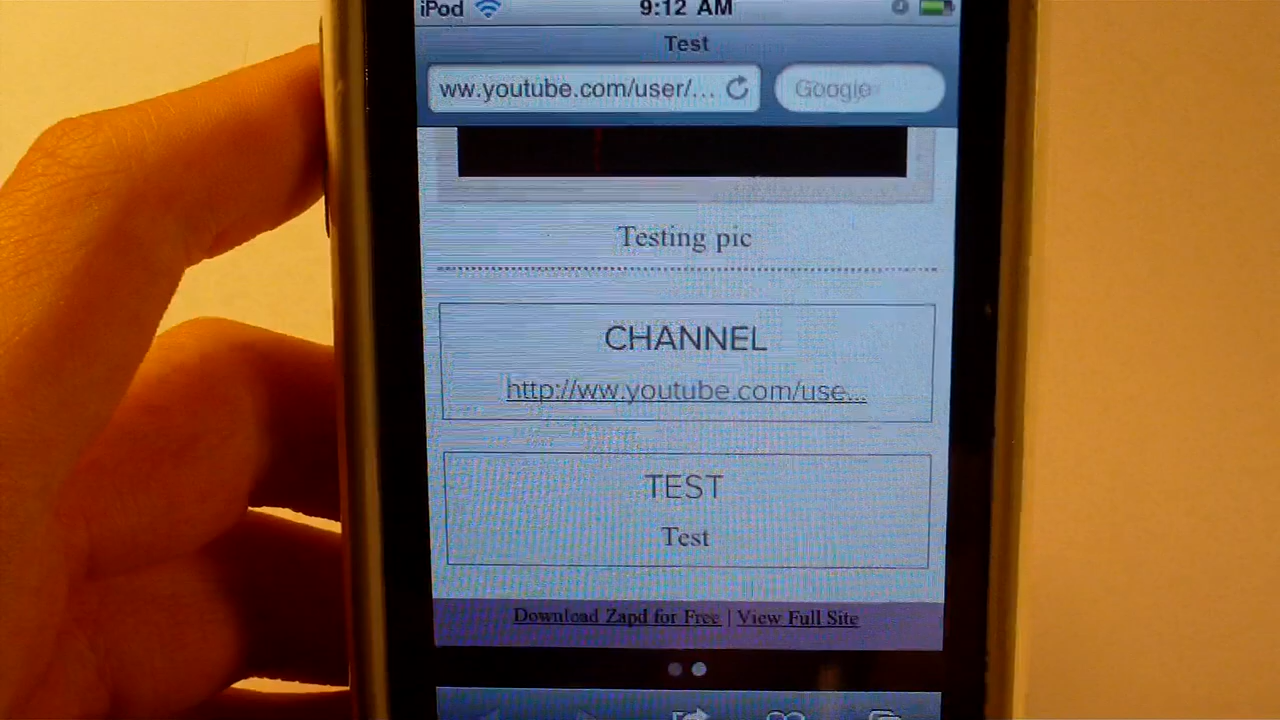 iPod 9:12 AM
Test
ww.youtube.com/user/... Google
Testing pic
CHANNEL
http://ww.youtube.com/use...
TEST
Test
Download Zapd for Free | View Full Site